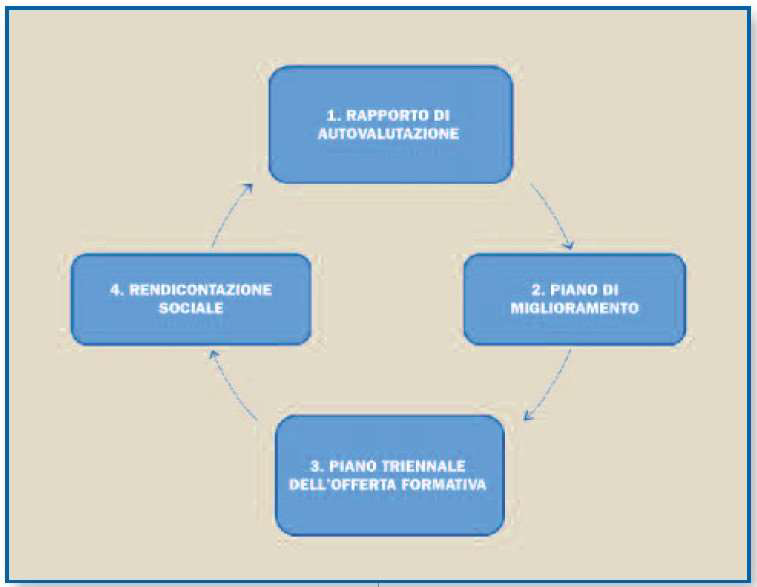 1. RAPPORTO DI
AUTOVALUTAZIONE
2. PIANO DI
MIGLIORAMENTO
3. PIANO TRIENNALE
DELL'OFFERTA FORMATIVA
4. RENDICONTAZIONE
SOCIALE